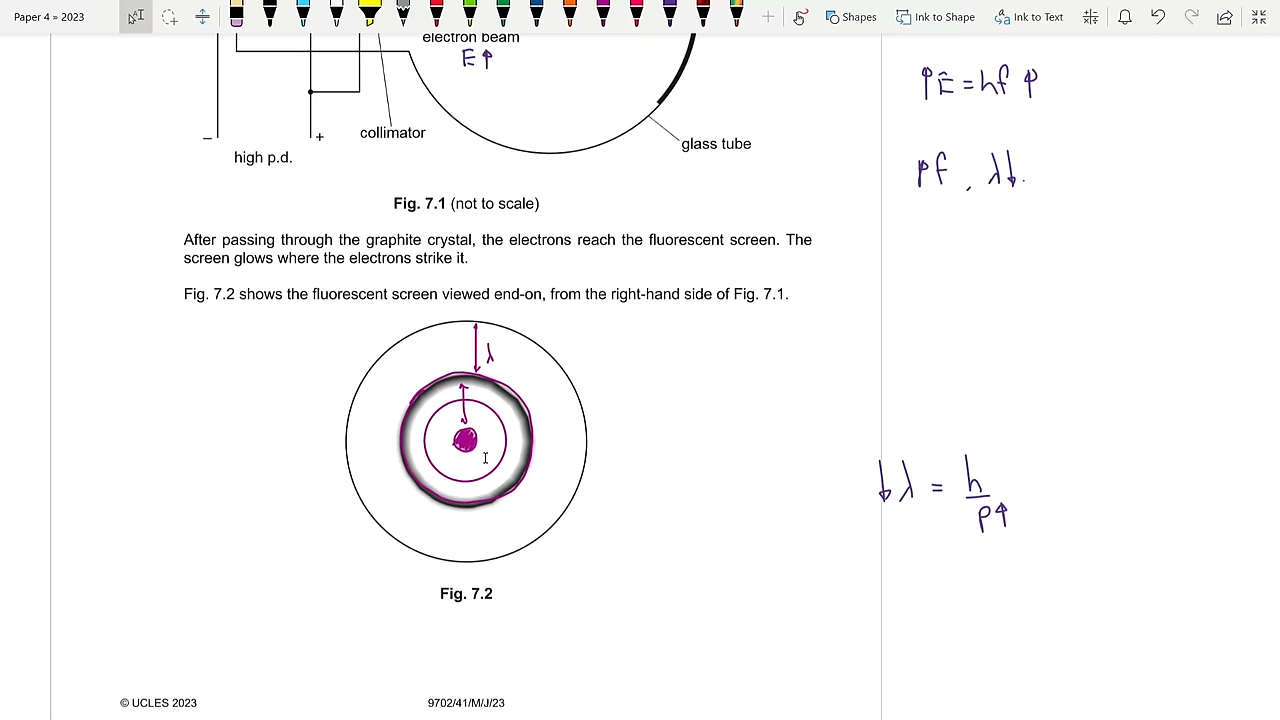 Paper 4 » 2023
Shapes
Ink to Shape
Ink to Text
electron beam
E↑
↑E = hf ↑
−
+
collimator
glass tube
high p.d.
↑f , λ↓.
Fig. 7.1 (not to scale)
After passing through the graphite crystal, the electrons reach the fluorescent screen. The
screen glows where the electrons strike it.
Fig. 7.2 shows the fluorescent screen viewed end-on, from the right-hand side of Fig. 7.1.
λ
↓λ = h
p↑
Fig. 7.2
© UCLES 2023
9702/41/M/J/23